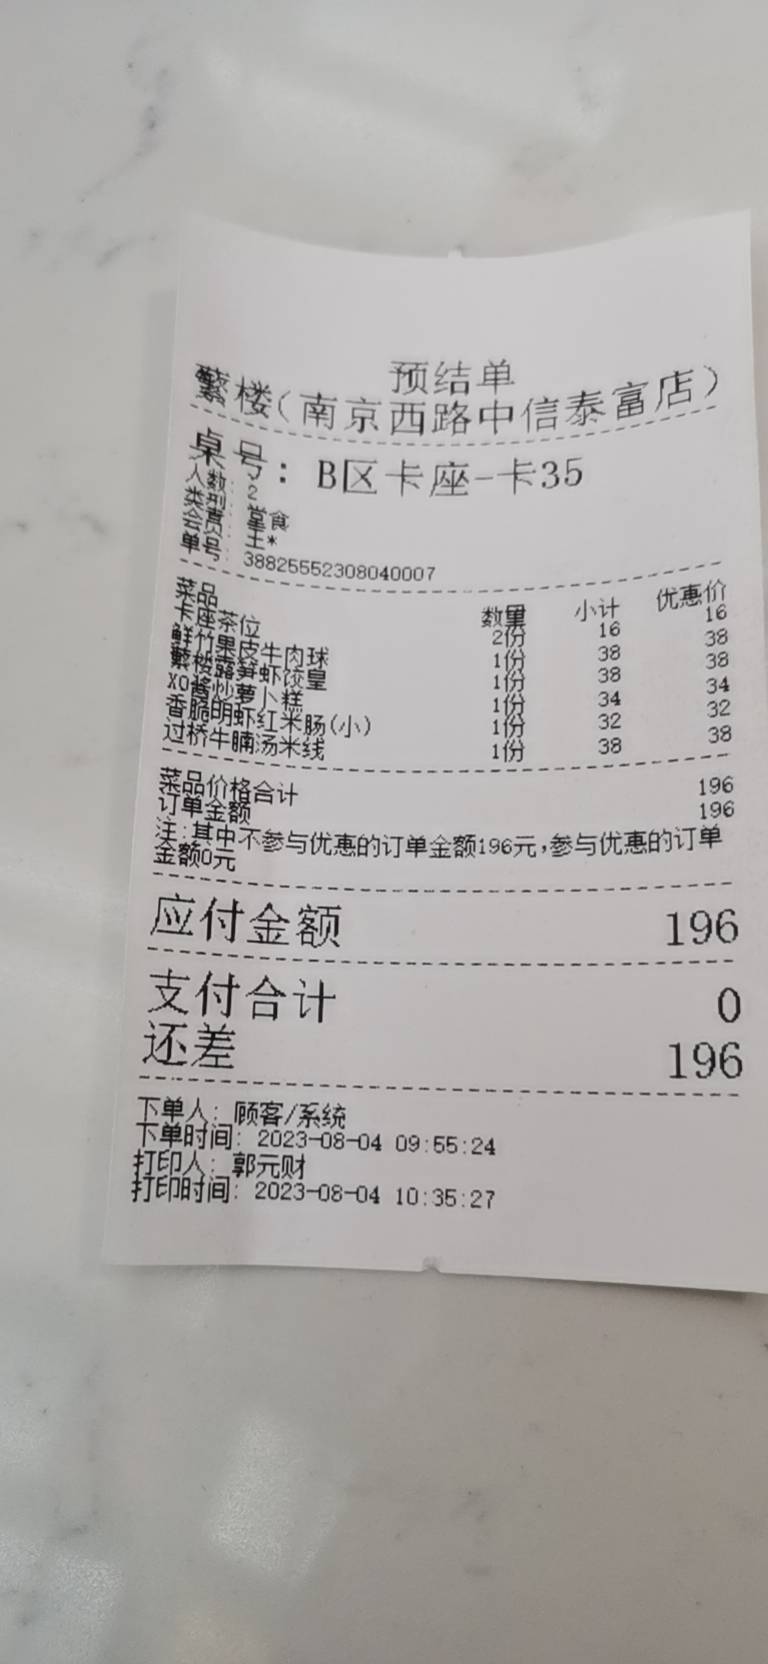 预结单
蘩楼(南京西路中信泰富店)
桌号: B区卡座-卡35
人数: 2
类型: 堂食
会员: 王*
单号: 388255552308040007
菜品 数量 小计 优惠价
卡座茶位 2份 16 16
鲜竹果皮牛肉球 1份 38 38
蘩楼露笋虾饺皇 1份 38 38
XO酱炒萝卜糕 1份 34 34
香脆明虾红米肠(小) 1份 32 32
过桥牛腩汤米线 1份 38 38
菜品价格合计 196
订单金额 196
注:其中不参与优惠的订单金额196元,参与优惠的订单
金额0元
应付金额 196
支付合计 0
还差 196
下单人: 顾客/系统
下单时间: 2023-08-04 09:55:24
打印人: 郭元财
打印时间: 2023-08-04 10:35:27